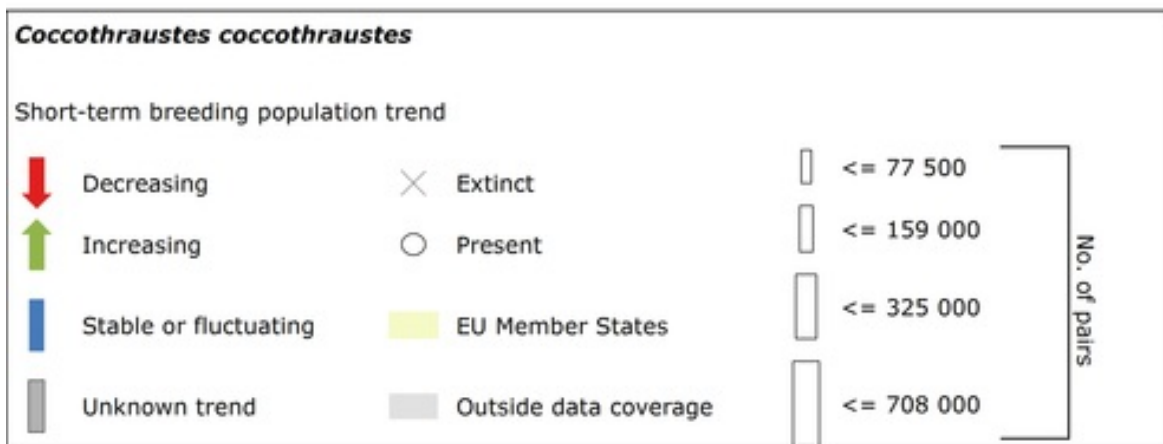 Coccothraustes coccothraustes
Short-term breeding population trend
Decreasing
Increasing
Stable or fluctuating
Unknown trend
Extinct
Present
EU Member States
Outside data coverage
<= 77 500
<= 159 000
<= 325 000
<= 708 000
No. of pairs